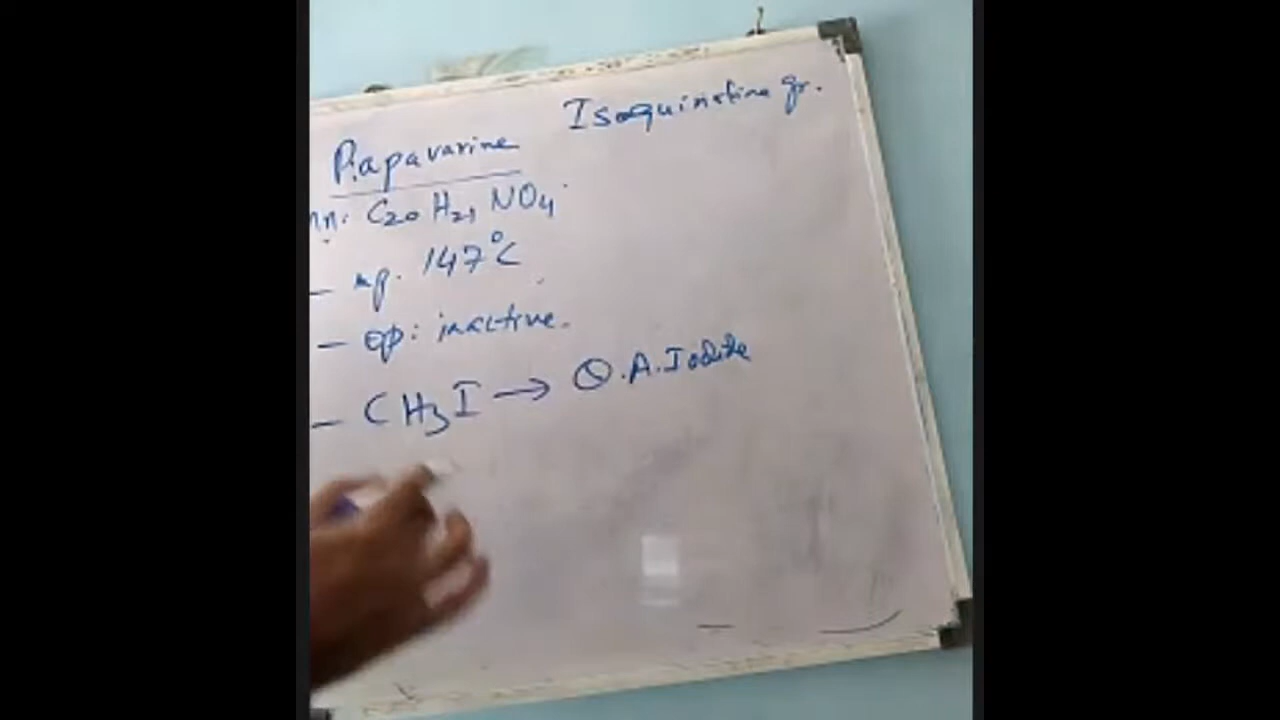 Isoquinoline gr.
Papavarine
C20 H21 NO4
- mp. 147°C
- op: inactive.
- CH3I → Q.A. Iodide